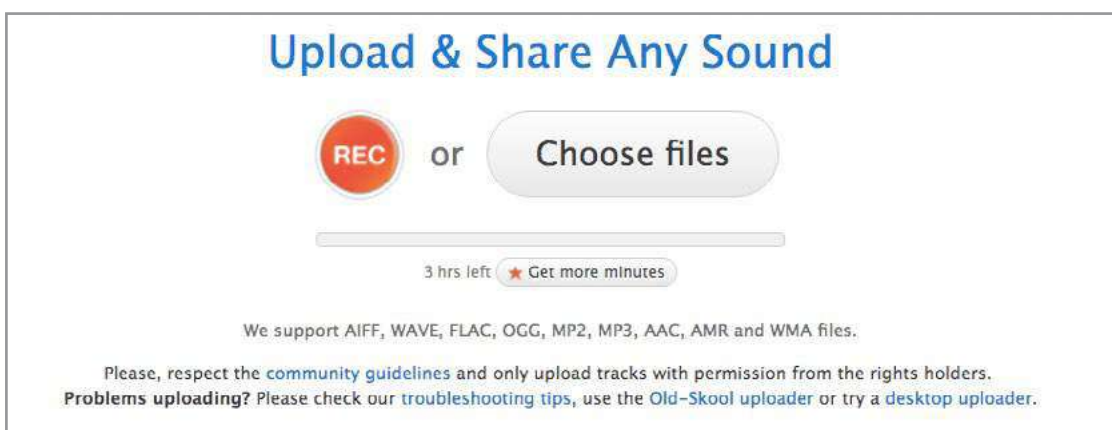 Upload & Share Any Sound
REC or Choose files
3 hrs left Get more minutes
We support AIFF, WAVE, FLAC, OGG, MP2, MP3, AAC, AMR and WMA files.
Please, respect the community guidelines and only upload tracks with permission from the rights holders.
Problems uploading? Please check our troubleshooting tips, use the Old-Skool uploader or try a desktop uploader.